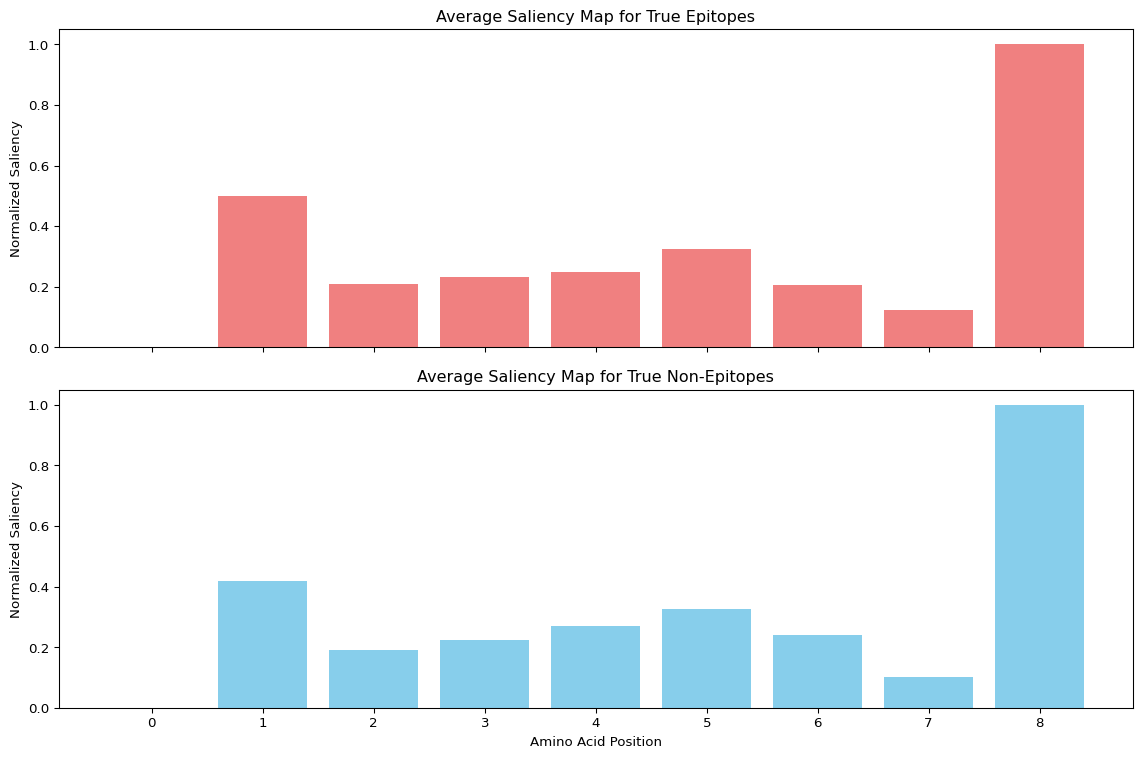 Average Saliency Map for True Epitopes
Normalized Saliency
1.0
0.8
0.6
0.4
0.2
0.0
Average Saliency Map for True Non-Epitopes
Normalized Saliency
1.0
0.8
0.6
0.4
0.2
0.0
0 1 2 3 4 5 6 7 8
Amino Acid Position